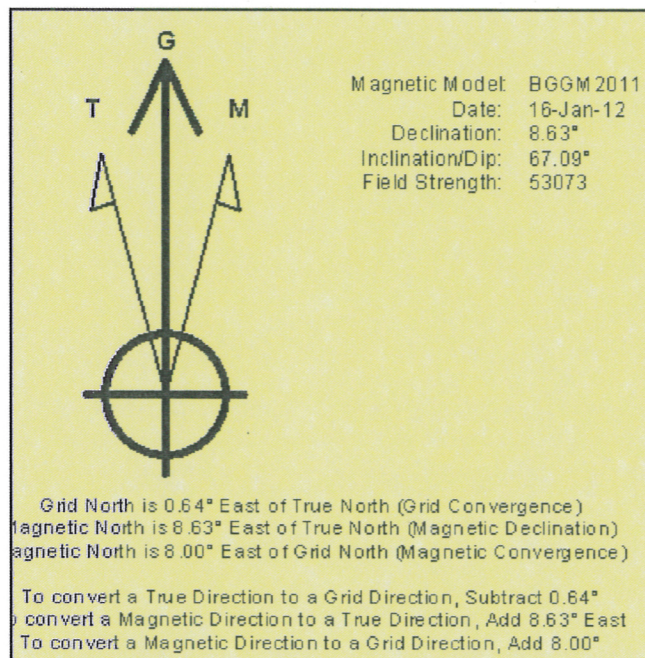 G
T M
Magnetic Model: BGGM 2011
Date: 16-Jan-12
Declination: 8.63°
Inclination/Dip: 67.09°
Field Strength: 53073
Grid North is 0.64° East of True North (Grid Convergence)
agnetic North is 8.63° East of True North (Magnetic Declination)
agnetic North is 8.00° East of Grid North (Magnetic Convergence)
To convert a True Direction to a Grid Direction, Subtract 0.64°
o convert a Magnetic Direction to a True Direction, Add 8.63° East
To convert a Magnetic Direction to a Grid Direction, Add 8.00°